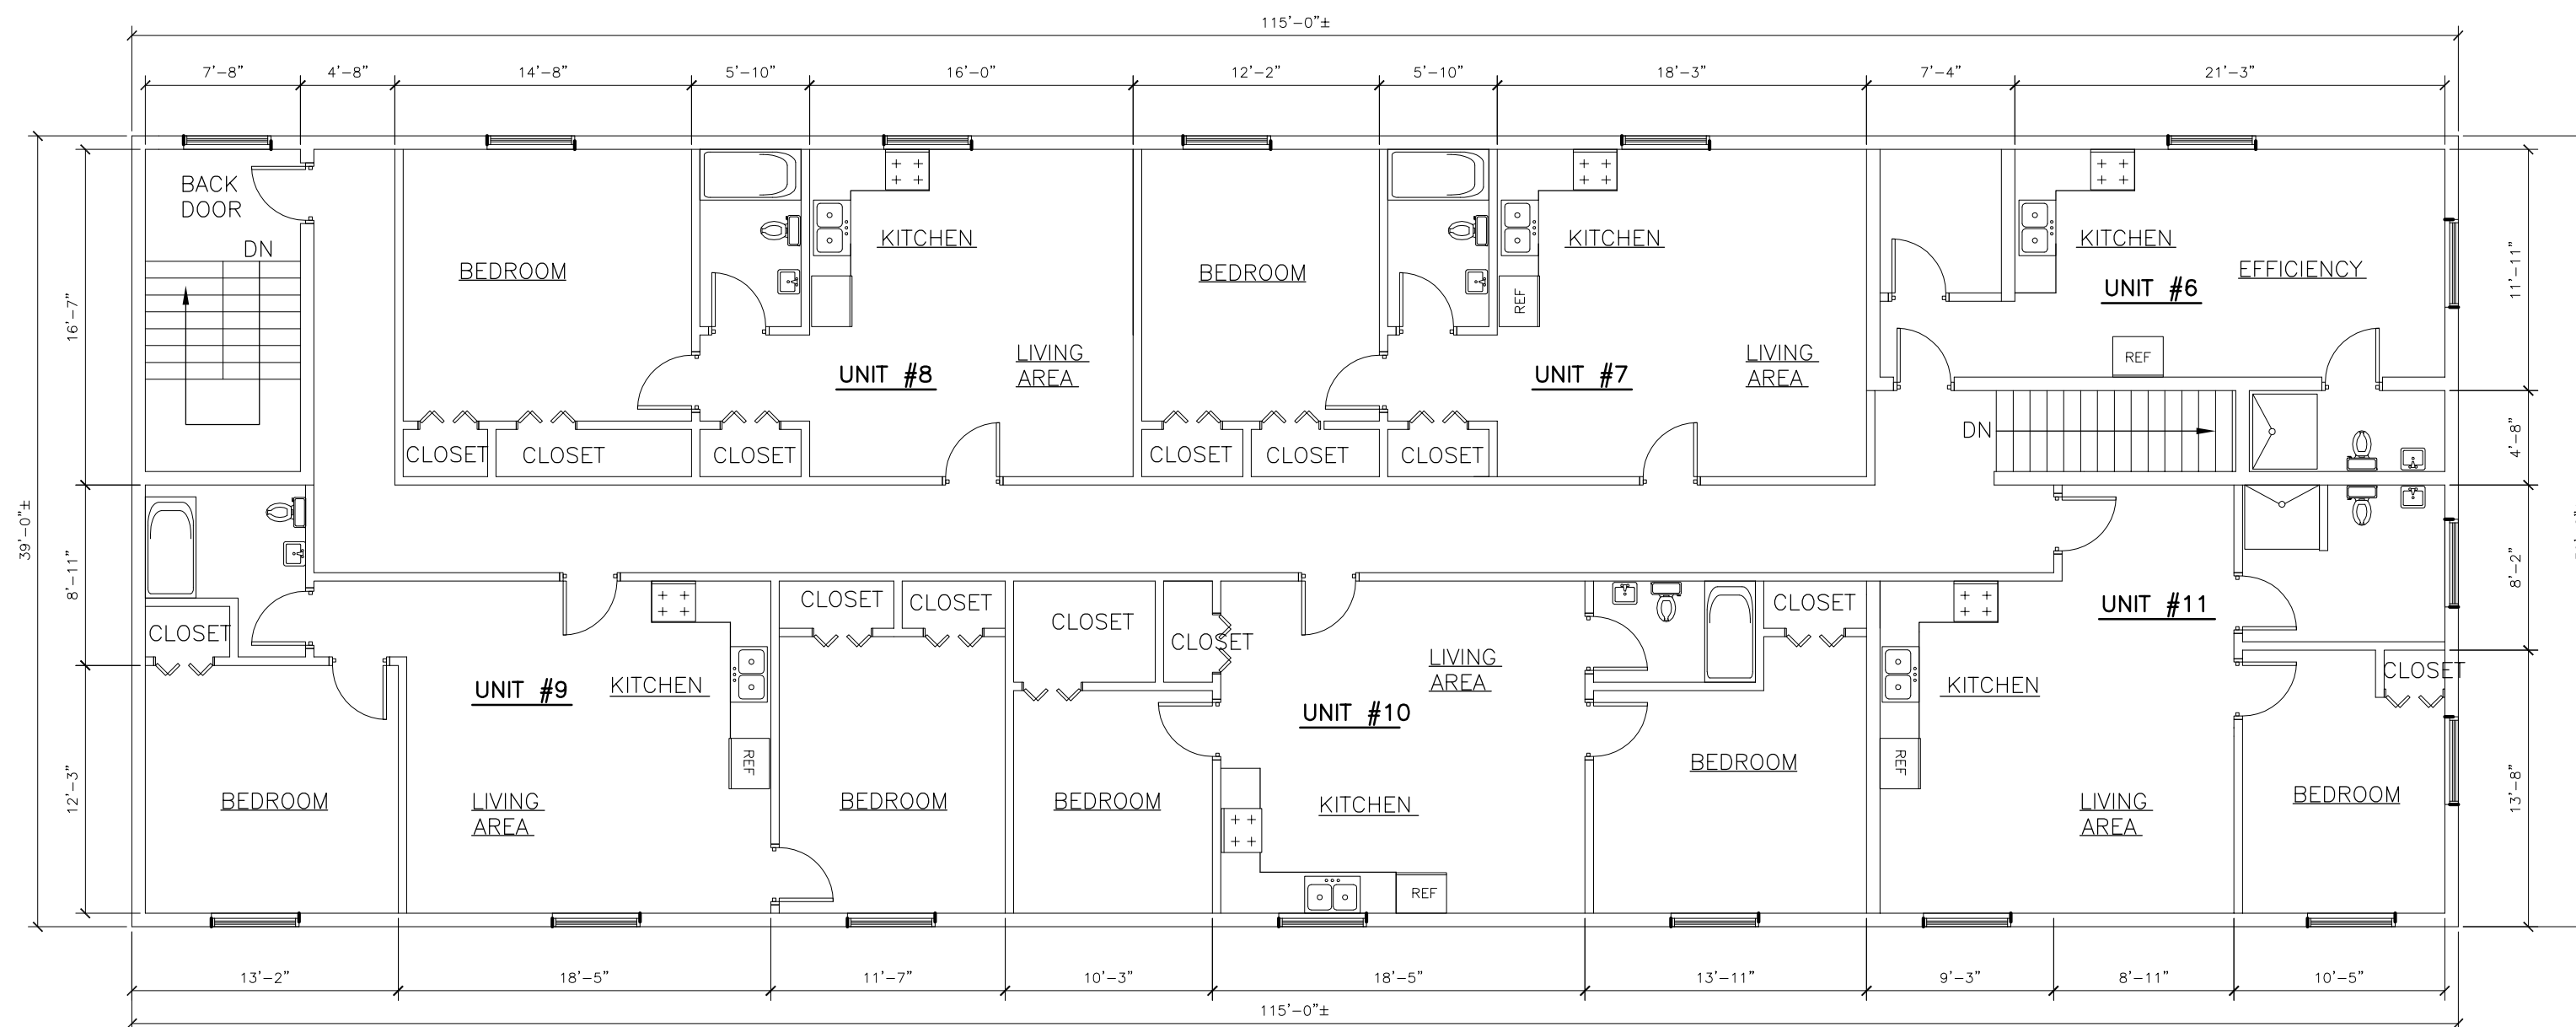 115'-0"±
7'-8"
4'-8"
14'-8"
5'-10"
16'-0"
12'-2"
5'-10"
18'-3"
7'-4"
21'-3"
BACK
DOOR
DN
BEDROOM
KITCHEN
BEDROOM
KITCHEN
KITCHEN
EFFICIENCY
UNIT #6
REF
REF
LIVING
AREA
UNIT #8
LIVING
AREA
UNIT #7
CLOSET
CLOSET
CLOSET
CLOSET
CLOSET
CLOSET
DN
39'-0"±
16'-7"
8'-11"
12'-3"
11'-11"
4'-8"
8'-2"
13'-8"
CLOSET
CLOSET
CLOSET
CLOSET
CLOSET
CLOSET
UNIT #11
LIVING
AREA
UNIT #9
KITCHEN
UNIT #10
KITCHEN
CLOSET
REF
REF
BEDROOM
BEDROOM
LIVING
AREA
BEDROOM
BEDROOM
KITCHEN
LIVING
AREA
BEDROOM
REF
13'-2"
18'-5"
11'-7"
10'-3"
18'-5"
13'-11"
9'-3"
8'-11"
10'-5"
115'-0"±